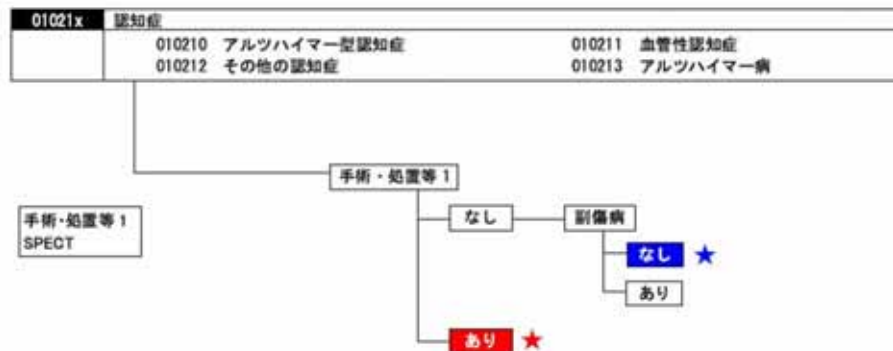 01021x 認知症
010210 アルツハイマー型認知症 010211 血管性認知症
010212 その他の認知症 010213 アルツハイマー病
手術・処置等1
なし 副傷病
手術・処置等1
SPECT
なし ★
あり
あり ★